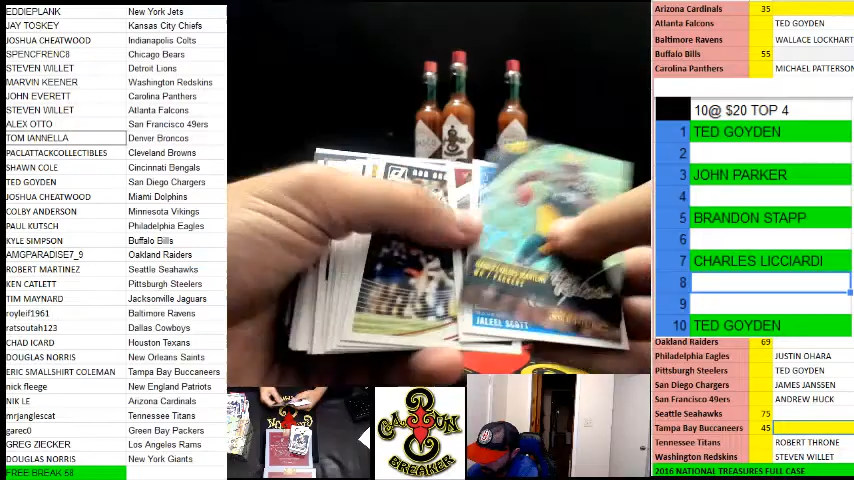 EDDIEPLANK New York Jets
JAY TOSKEY Kansas City Chiefs
JOSHUA CHEATWOOD Indianapolis Colts
SPENCFRENC8 Chicago Bears
STEVEN WILLET Detroit Lions
MARVIN KEENER Washington Redskins
JOHN EVERETT Carolina Panthers
STEVEN WILLET Atlanta Falcons
ALEX OTTO San Francisco 49ers
TOM IANNELLA Denver Broncos
PACLATTACKCOLLECTIBLES Cleveland Browns
SHAWN COLE Cincinnati Bengals
TED GOYDEN San Diego Chargers
JOSHUA CHEATWOOD Miami Dolphins
COLBY ANDERSON Minnesota Vikings
PAUL KUTSCH Philadelphia Eagles
KYLE SIMPSON Buffalo Bills
AMGPARADISE7_9 Oakland Raiders
ROBERT MARTINEZ Seattle Seahawks
KEN CATLETT Pittsburgh Steelers
TIM MAYNARD Jacksonville Jaguars
royleif1961 Baltimore Ravens
ratsoutah123 Dallas Cowboys
CHAD ICARD Houston Texans
DOUGLAS NORRIS New Orleans Saints
ERIC SMALLSHIRT COLEMAN Tampa Bay Buccaneers
nick fleege New England Patriots
NIK LE Arizona Cardinals
mrjanglescat Tennessee Titans
garec0 Green Bay Packers
GREG ZIECKER Los Angeles Rams
DOUGLAS NORRIS New York Giants
FREE BREAK 68
JALEEL SCOTT
WR / PACKERS
CAJUN
BREAKER
Arizona Cardinals 35
Atlanta Falcons TED GOYDEN
Baltimore Ravens WALLACE LOCKHART
Buffalo Bills 55
Carolina Panthers MICHAEL PATTERSON
10@ $20 TOP 4
1 TED GOYDEN
2
3 JOHN PARKER
4
5 BRANDON STAPP
6
7 CHARLES LICCIARDI
8
9
10 TED GOYDEN
Oakland Raiders 69
Philadelphia Eagles JUSTIN OHARA
Pittsburgh Steelers TED GOYDEN
San Diego Chargers JAMES JANSSEN
San Francisco 49ers ANDREW HUCK
Seattle Seahawks 75
Tampa Bay Buccaneers 45
Tennessee Titans ROBERT THRONE
Washington Redskins STEVEN WILLET
2016 NATIONAL TREASURES FULL CASE